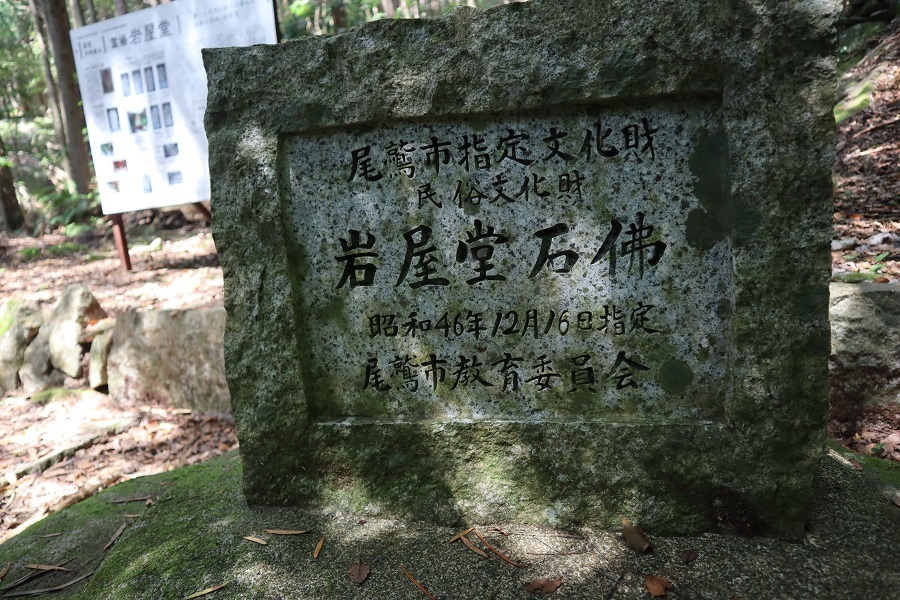 霊場 岩屋堂
尾鷲市指定文化財
民俗文化財
岩屋堂石佛
昭和46年12月16日指定
尾鷲市教育委員会